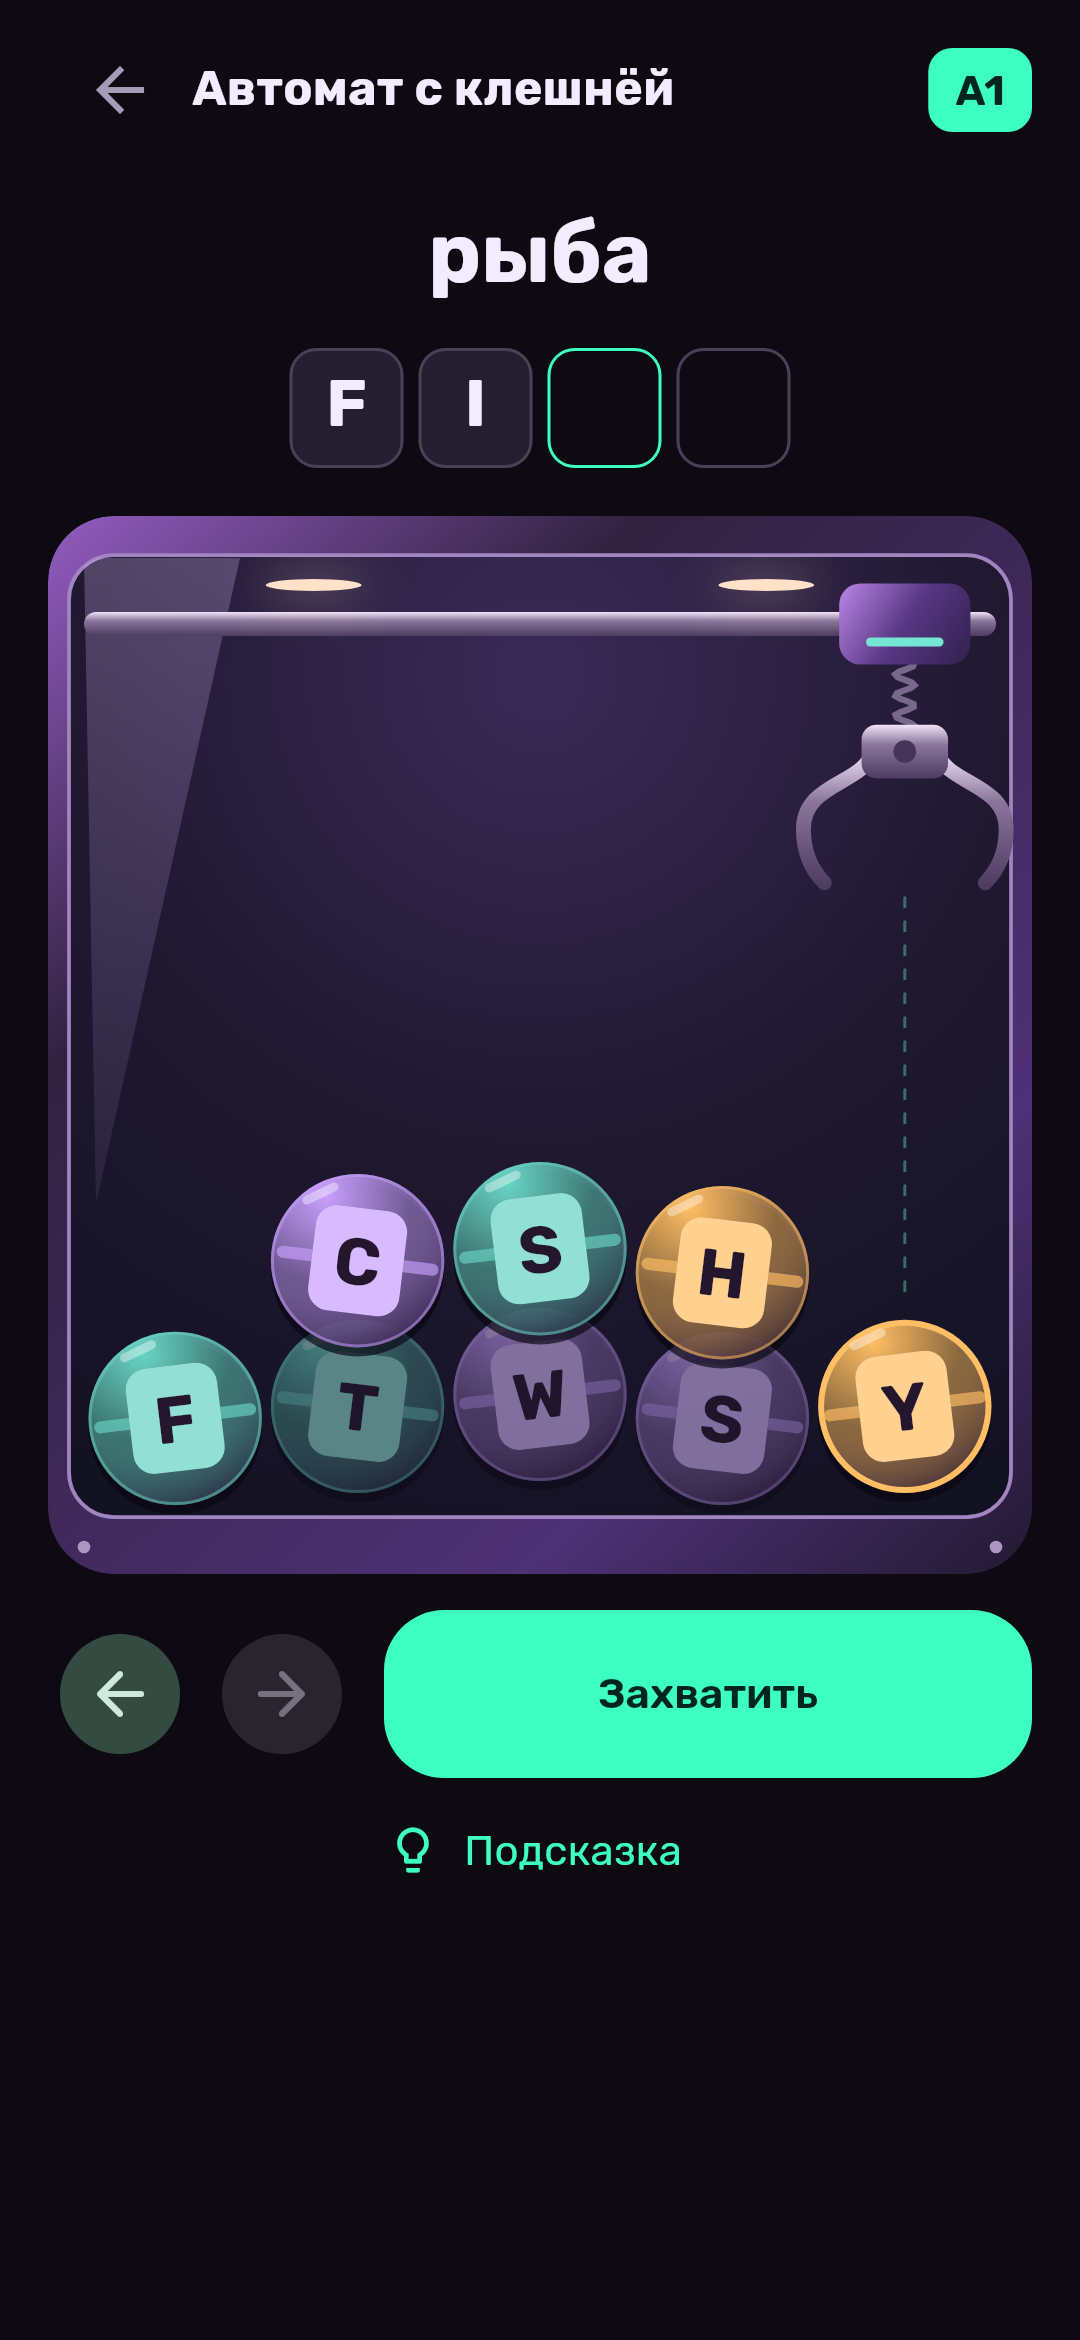 Автомат с клешнёй
A1
рыба
F I
C S H
F T W S Y
Захватить
Подсказка